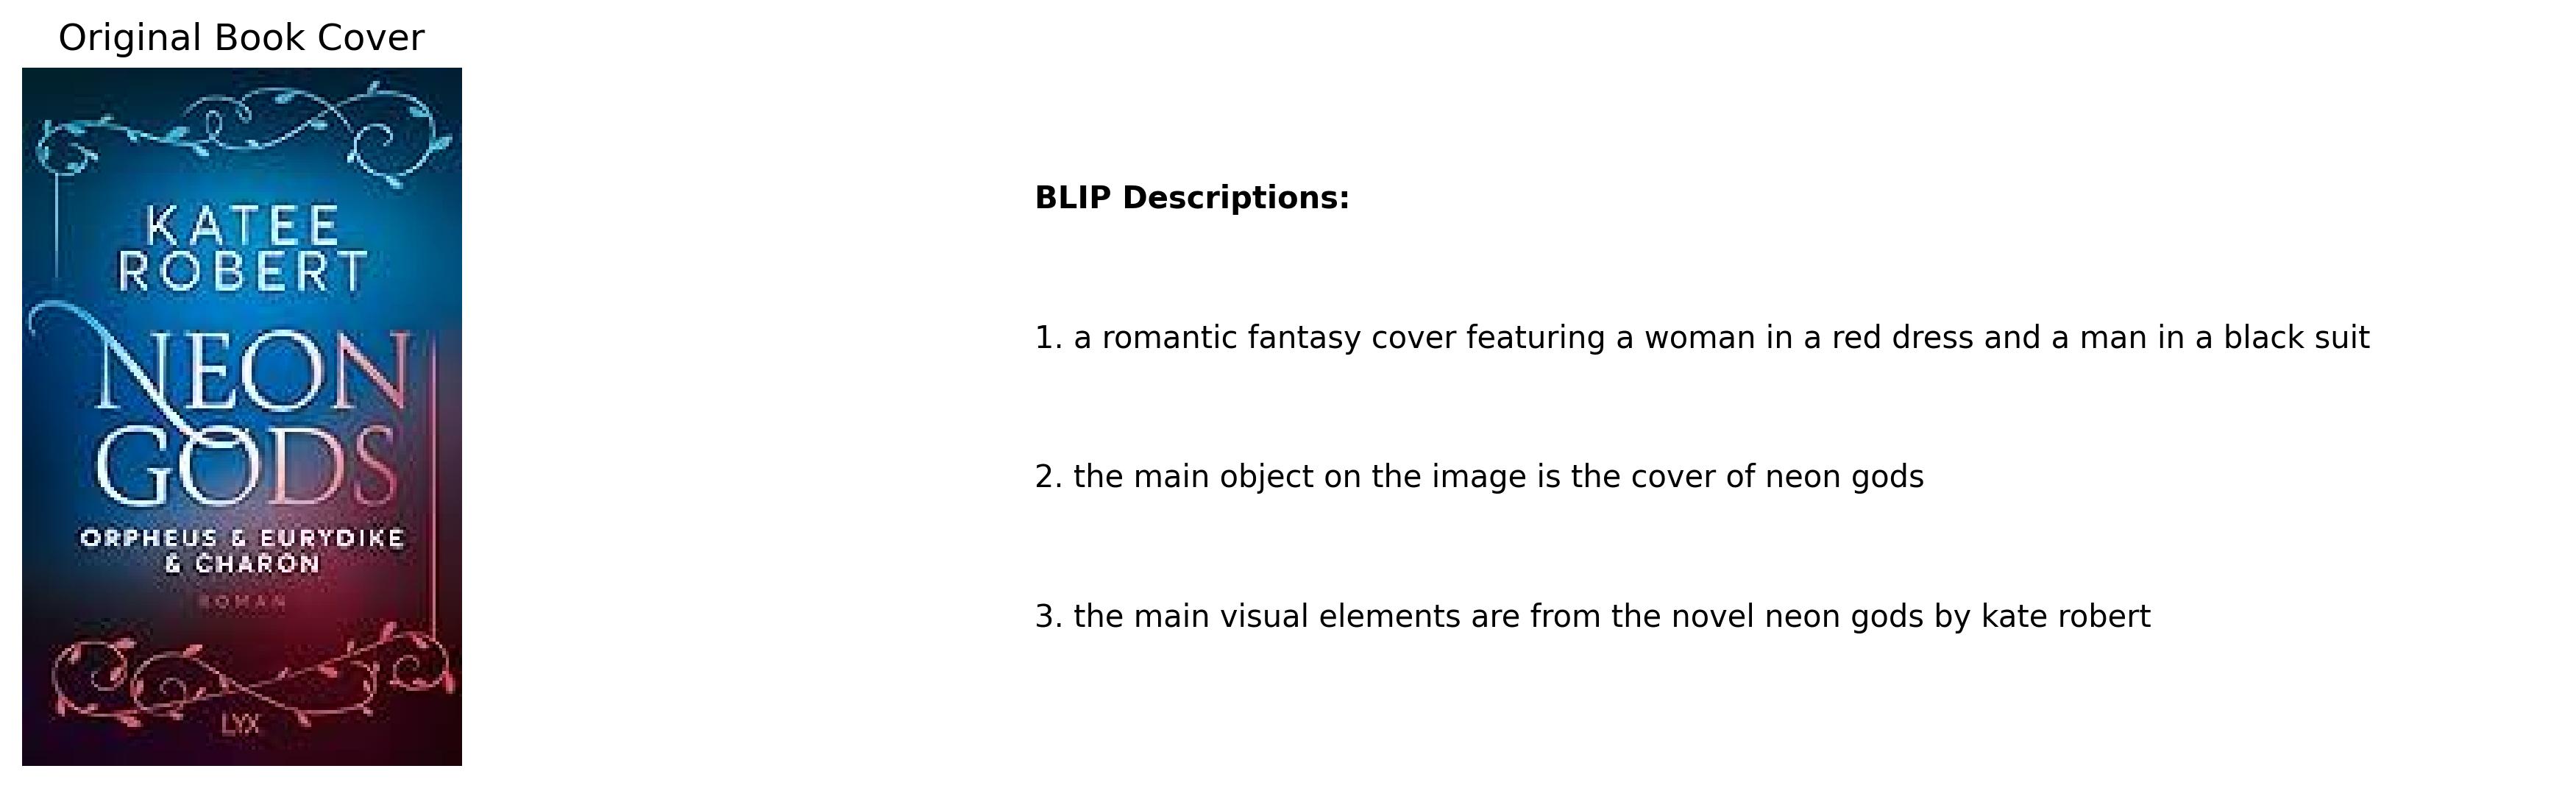 Original Book Cover
KATEE
ROBERT
NEON
GODS
ORPHEUS & EURYDIKE
& CHARON
ROMAN
LYX
BLIP Descriptions:
1. a romantic fantasy cover featuring a woman in a red dress and a man in a black suit
2. the main object on the image is the cover of neon gods
3. the main visual elements are from the novel neon gods by kate robert